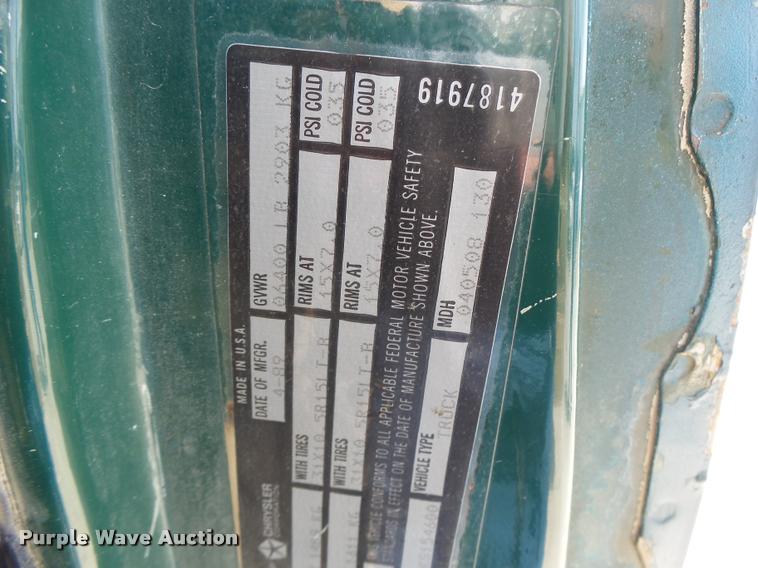 MADE IN U.S.A.
CHRYSLER
DATE OF MFGR. GVWR
4-89 06400 LB 2903 KG
WITH TIRES RIMS AT PSI COLD
31X10.5R15LT-B 15X7.0 035
WITH TIRES RIMS AT PSI COLD
31X10.5R15LT-B 15X7.0 035
VEHICLE CONFORMS TO ALL APPLICABLE FEDERAL MOTOR VEHICLE SAFETY
STANDARDS IN EFFECT ON THE DATE OF MANUFACTURE SHOWN ABOVE.
VEHICLE TYPE MDH
TRUCK 040508 130
4187919
Purple Wave Auction